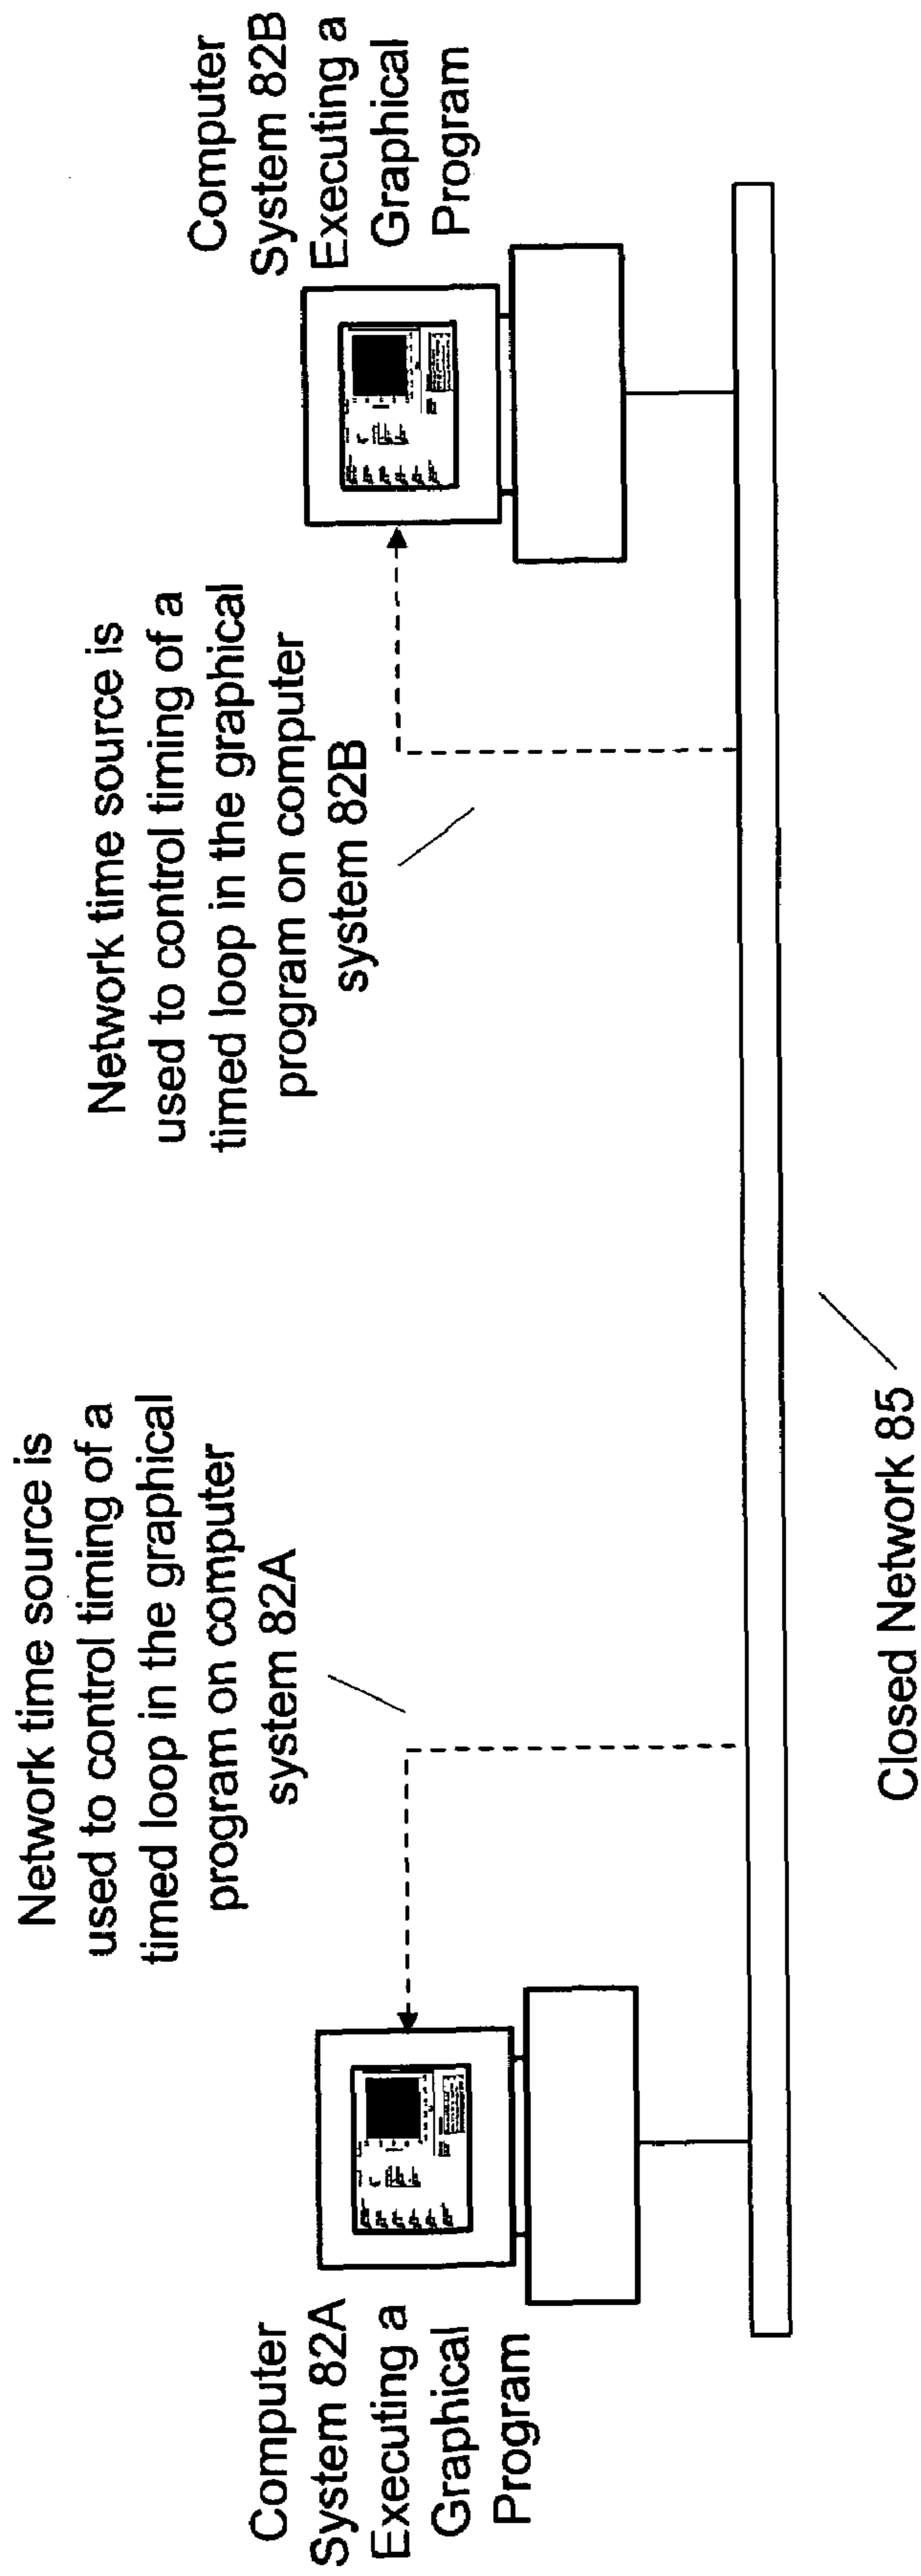 Network time source is
used to control timing of a
timed loop in the graphical
program on computer
system 82A
Network time source is
used to control timing of a
timed loop in the graphical
program on computer
system 82B
Computer
System 82A
Executing a
Graphical
Program
Computer
System 82B
Executing a
Graphical
Program
Closed Network 85